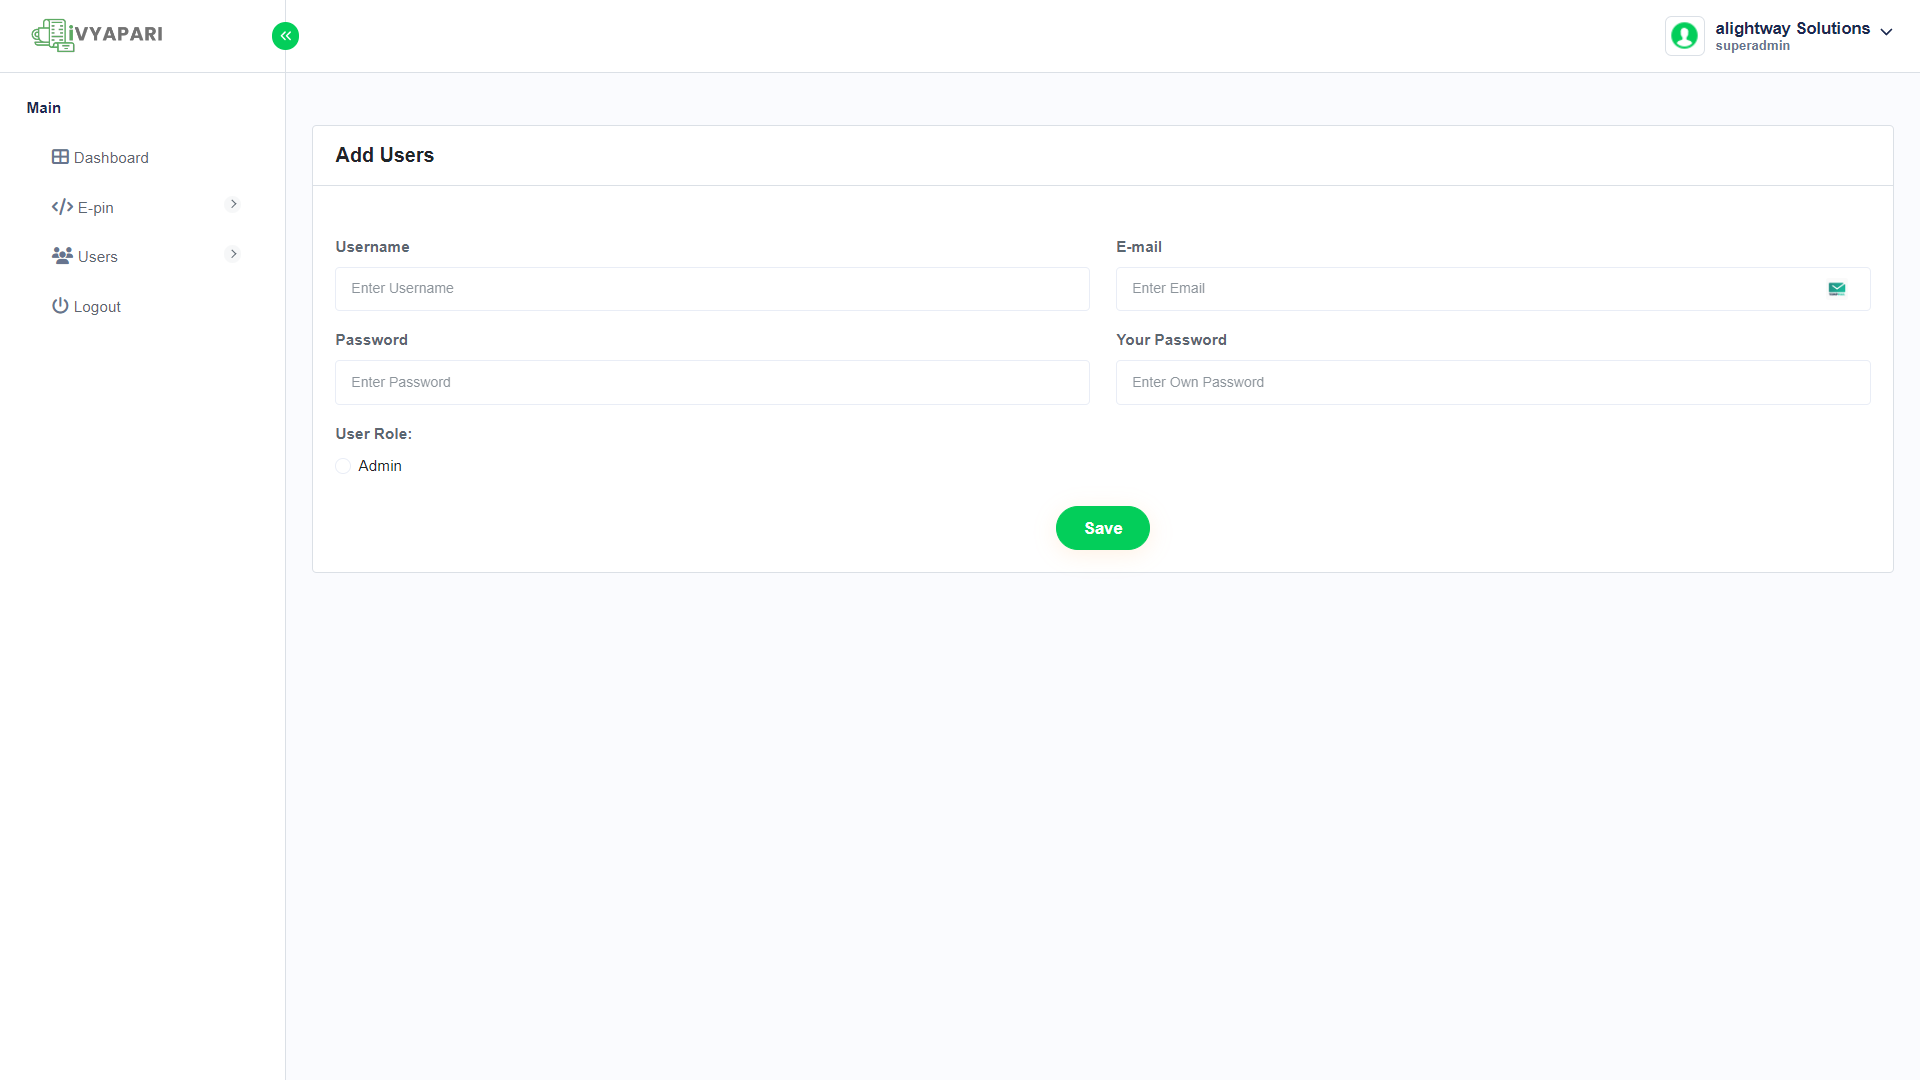 iVYAPARI
alightway Solutions
superadmin
Main
Dashboard
E-pin
Users
Logout
Add Users
Username
E-mail
Enter Username
Enter Email
Password
Your Password
Enter Password
Enter Own Password
User Role:
Admin
Save